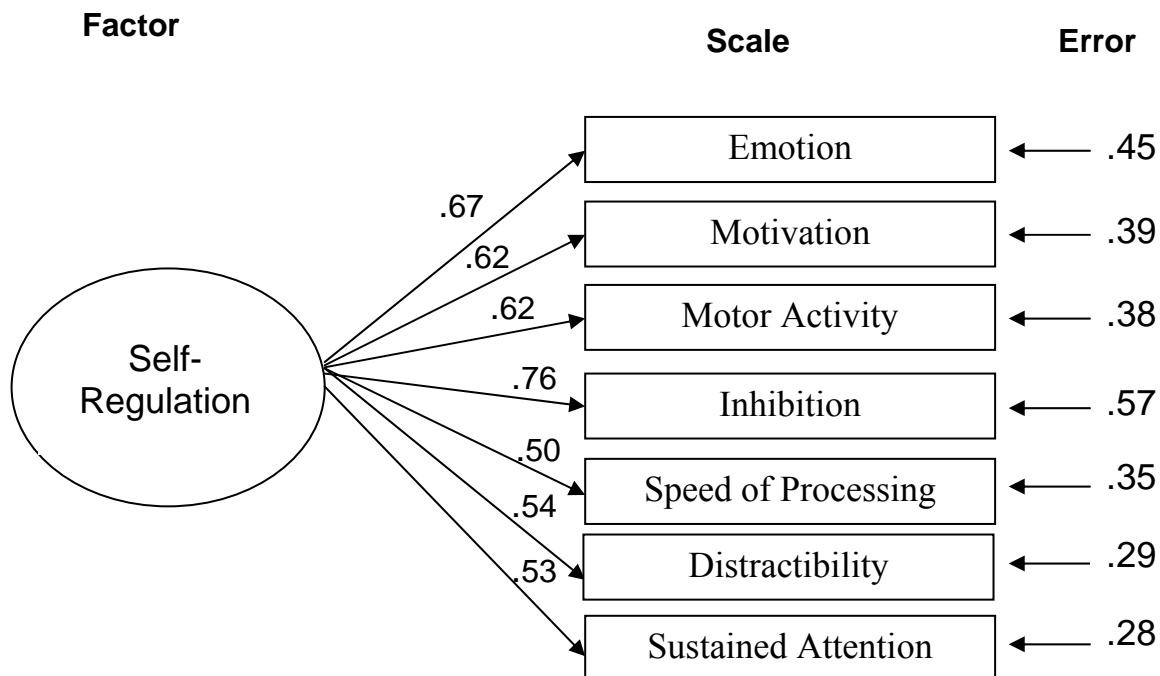 Factor Scale Error
Emotion .45
.67
Motivation .39
.62
Motor Activity .38
.62
Self-
Regulation
.76
Inhibition .57
.50
Speed of Processing .35
.54
Distractibility .29
.53
Sustained Attention .28